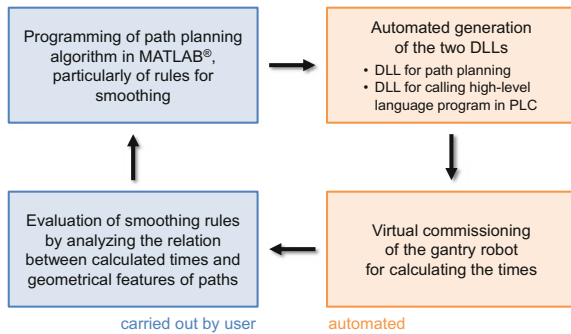 Programming of path planning
algorithm in MATLAB®,
particularly of rules for
smoothing
Automated generation
of the two DLLs
• DLL for path planning
• DLL for calling high-level
language program in PLC
Evaluation of smoothing rules
by analyzing the relation
between calculated times and
geometrical features of paths
Virtual commissioning
of the gantry robot
for calculating the times
carried out by user
automated